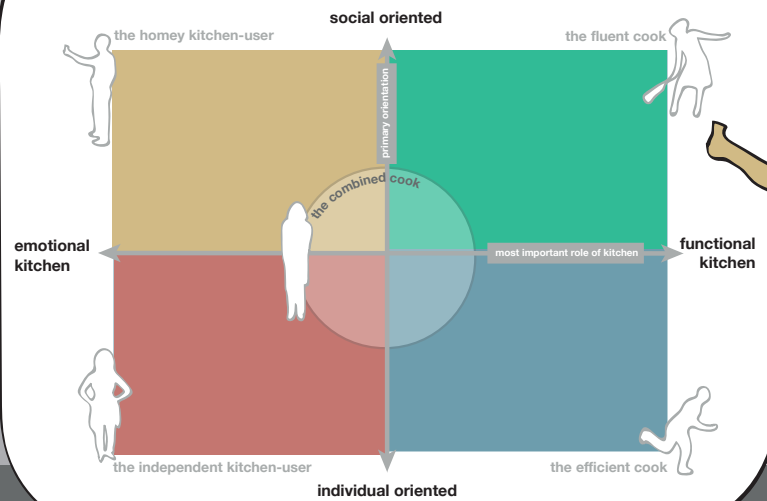 social oriented
the homey kitchen-user
the fluent cook
primary orientation
the combined cook
emotional
kitchen
most important role of kitchen
functional
kitchen
the independent kitchen-user
the efficient cook
individual oriented